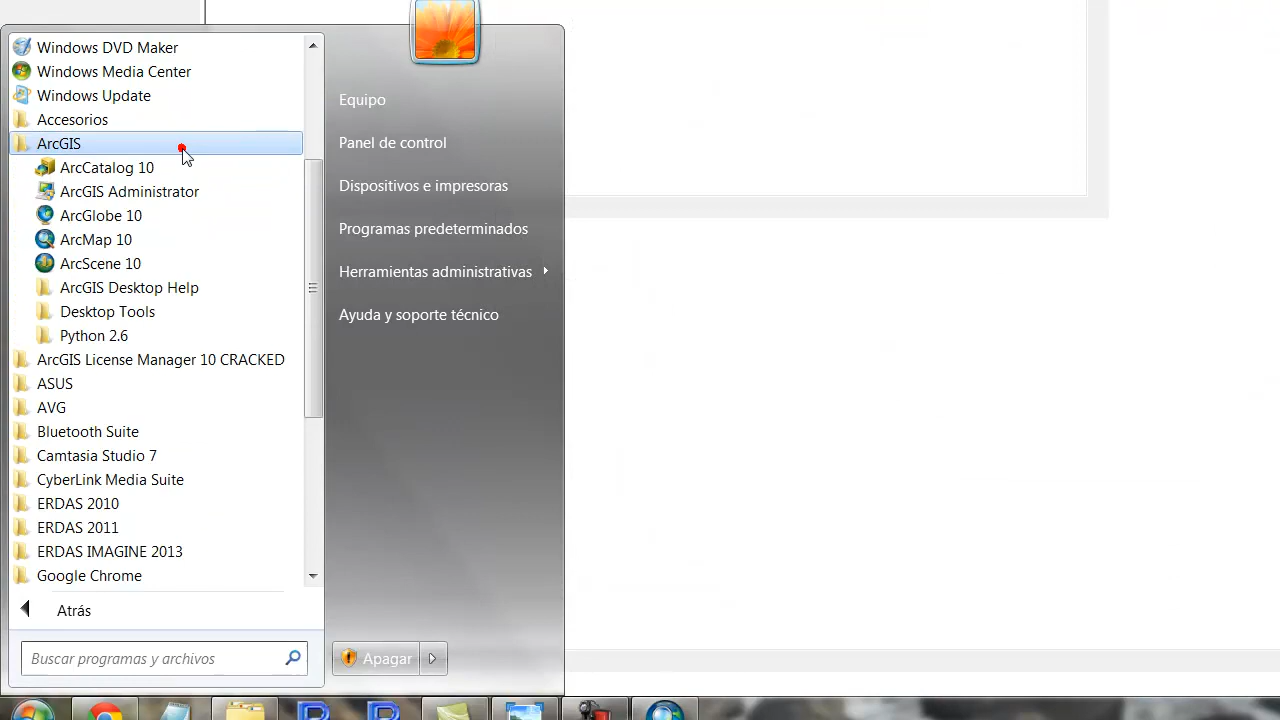 Windows DVD Maker
Windows Media Center
Windows Update
Accesorios
ArcGIS
ArcCatalog 10
ArcGIS Administrator
ArcGlobe 10
ArcMap 10
ArcScene 10
ArcGIS Desktop Help
Desktop Tools
Python 2.6
ArcGIS License Manager 10 CRACKED
ASUS
AVG
Bluetooth Suite
Camtasia Studio 7
CyberLink Media Suite
ERDAS 2010
ERDAS 2011
ERDAS IMAGINE 2013
Google Chrome
Atrás
Buscar programas y archivos
Equipo
Panel de control
Dispositivos e impresoras
Programas predeterminados
Herramientas administrativas
Ayuda y soporte técnico
Apagar